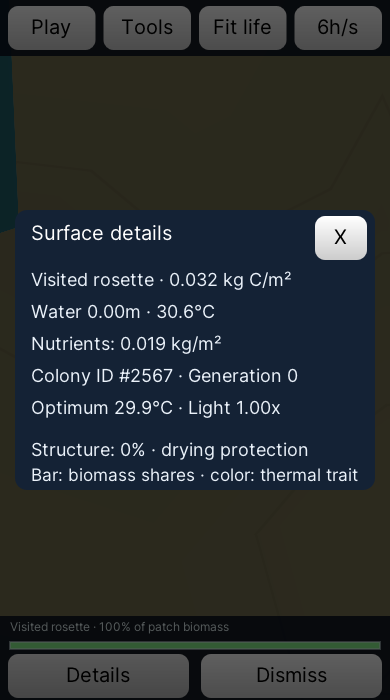 Play Tools Fit life 6h/s
Surface details X
Visited rosette · 0.032 kg C/m²
Water 0.00m · 30.6°C
Nutrients: 0.019 kg/m²
Colony ID #2567 · Generation 0
Optimum 29.9°C · Light 1.00x
Structure: 0% · drying protection
Bar: biomass shares · color: thermal trait
Visited rosette · 100% of patch biomass
Details Dismiss